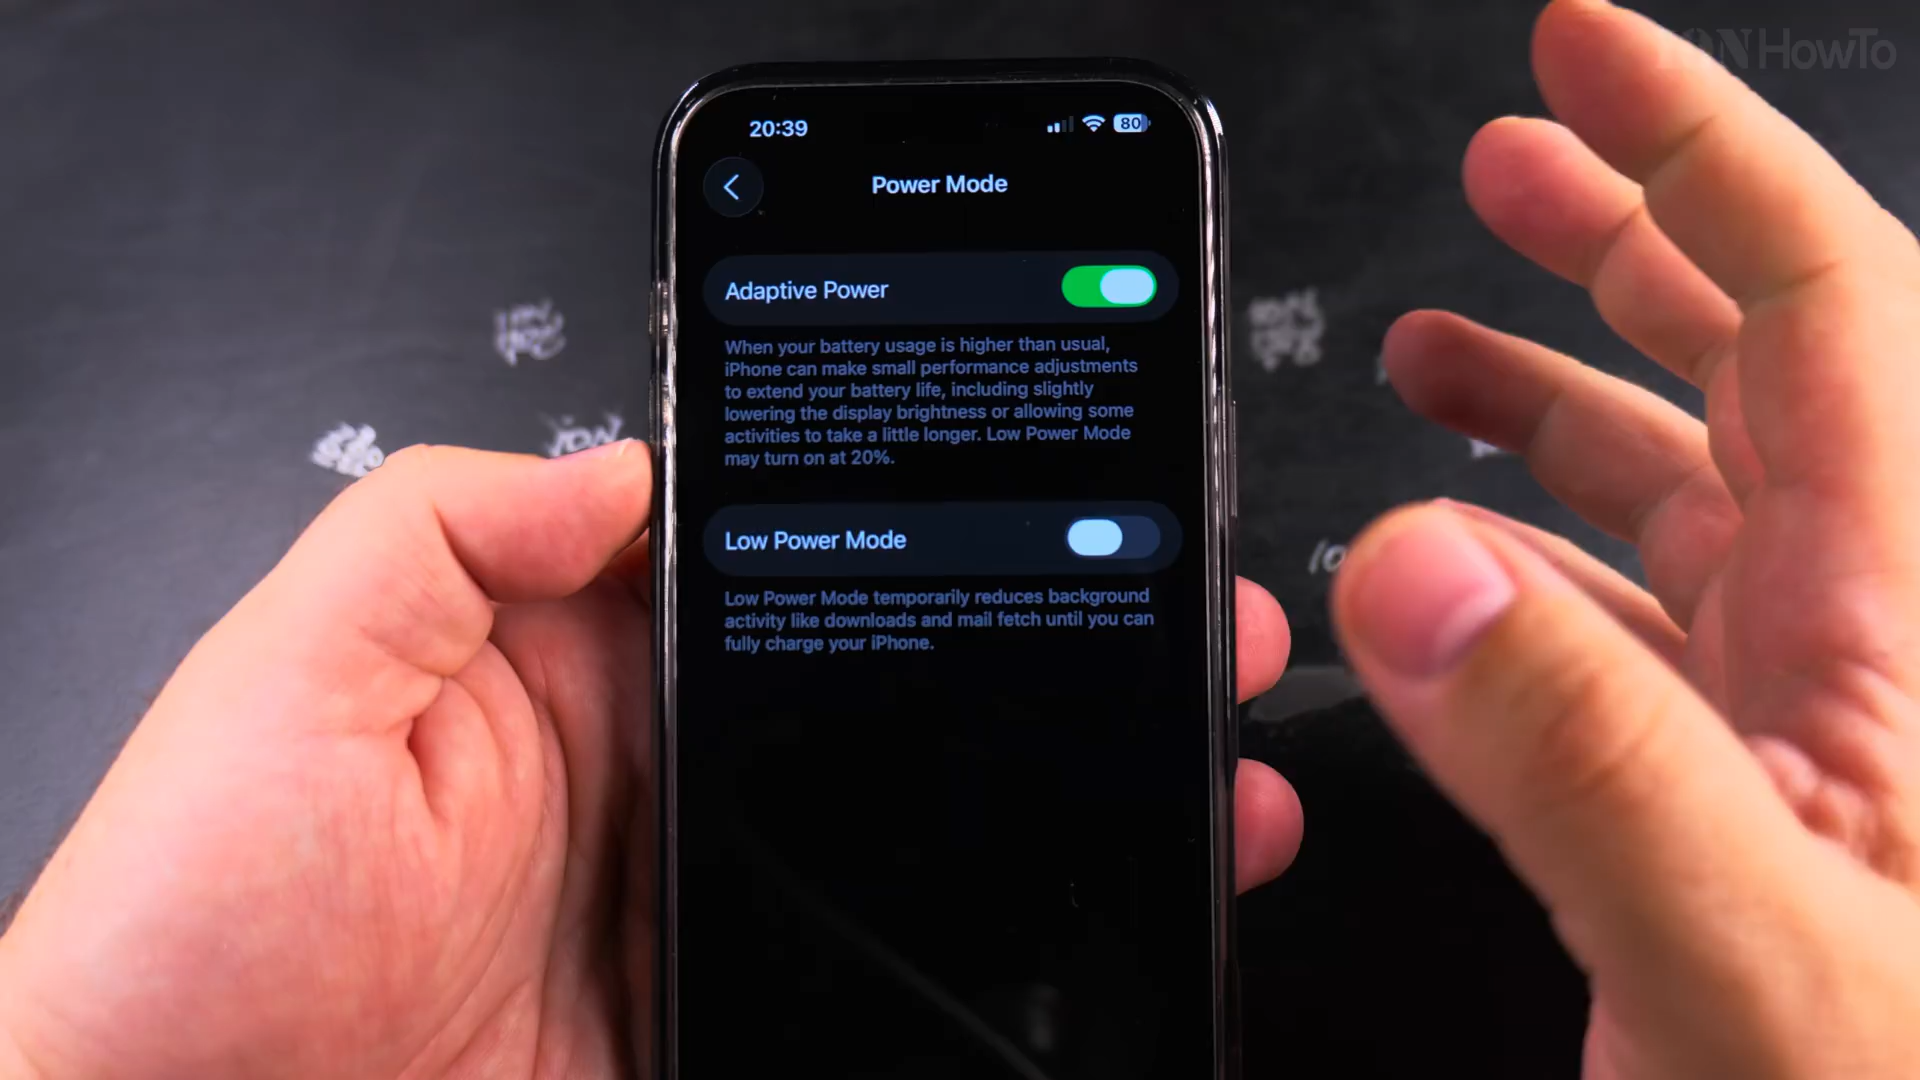 IONHowTo
20:39
80
Power Mode
Adaptive Power
When your battery usage is higher than usual,
iPhone can make small performance adjustments
to extend your battery life, including slightly
lowering the display brightness or allowing some
activities to take a little longer. Low Power Mode
may turn on at 20%.
Low Power Mode
Low Power Mode temporarily reduces background
activity like downloads and mail fetch until you can
fully charge your iPhone.
ION